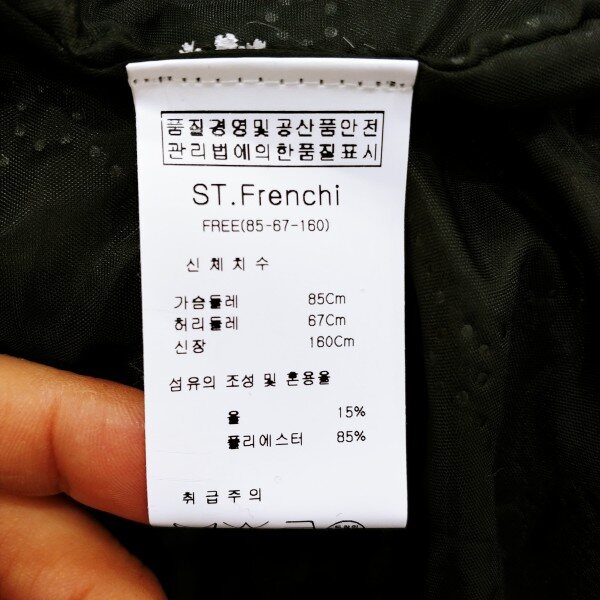 품질경영및공산품안전
관리법에의한품질표시
ST.Frenchi
FREE(85-67-160)
신체치수
가슴둘레 85Cm
허리둘레 67Cm
신장 160Cm
섬유의 조성 및 혼용율
울 15%
폴리에스터 85%
취급주의